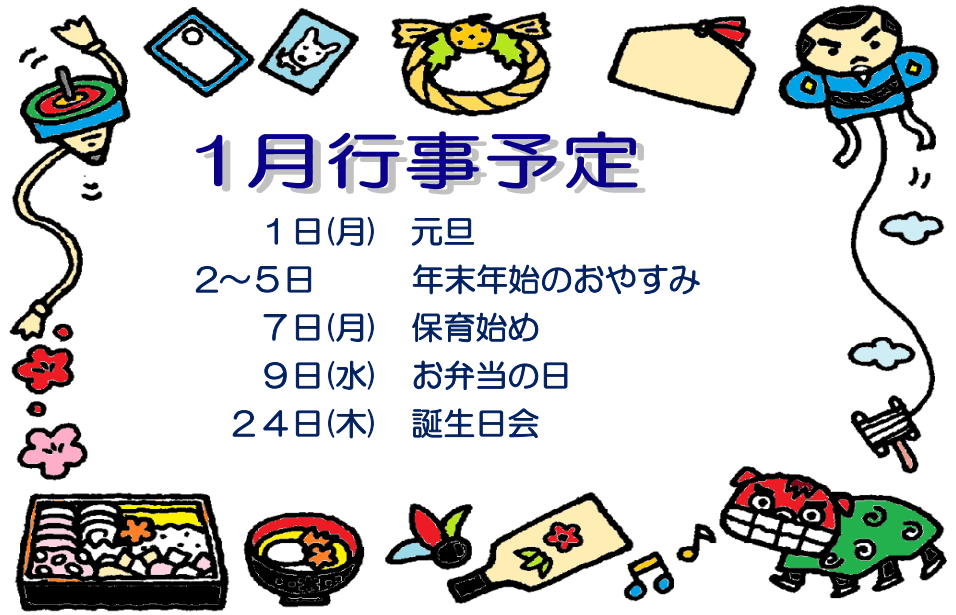 1月行事予定
１日(月) 元旦
２～５日 年末年始のおやすみ
７日(月) 保育始め
９日(水) お弁当の日
２４日(木) 誕生日会